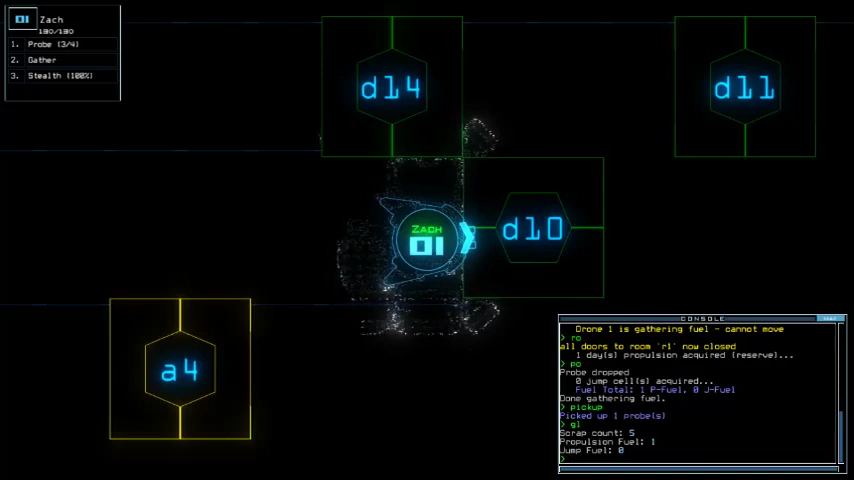 01 Zach
180/180
1. Probe (3/4)
2. Gather
3. Stealth (100%)
d14
d11
Zach
01
d10
a4
CONSOLE
Drone 1 is gathering fuel - cannot move
> ro
all doors to room 'r1' now closed
1 day(s) propulsion acquired (reserve)...
> po
Probe dropped
0 jump cell(s) acquired...
Fuel Total: 1 P-Fuel, 0 J-Fuel
Done gathering fuel.
> pickup
Picked up 1 probe(s)
> gl
Scrap count: 5
Propulsion Fuel: 1
Jump Fuel: 0
>